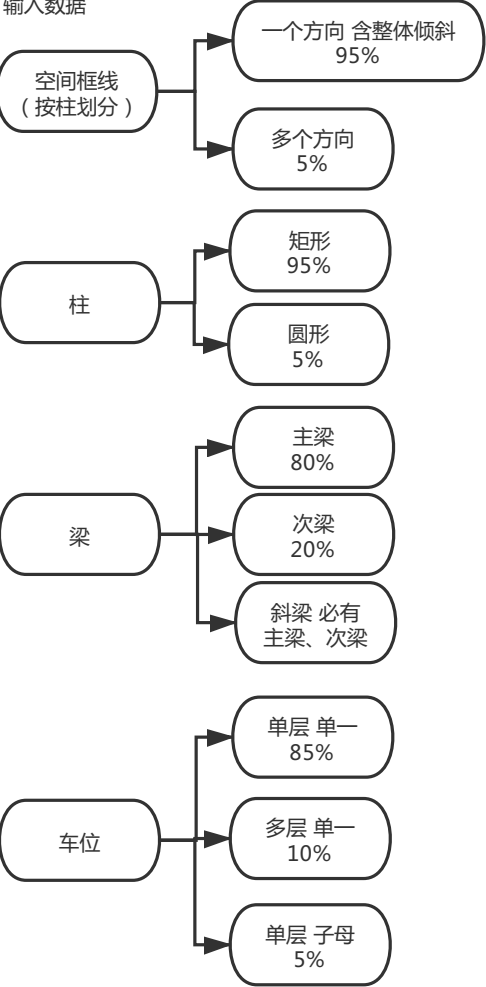 输入数据
空间框线
（按柱划分）
一个方向 含整体倾斜
95%
多个方向
5%
柱
矩形
95%
圆形
5%
梁
主梁
80%
次梁
20%
斜梁 必有
主梁、次梁
车位
单层 单一
85%
多层 单一
10%
单层 子母
5%